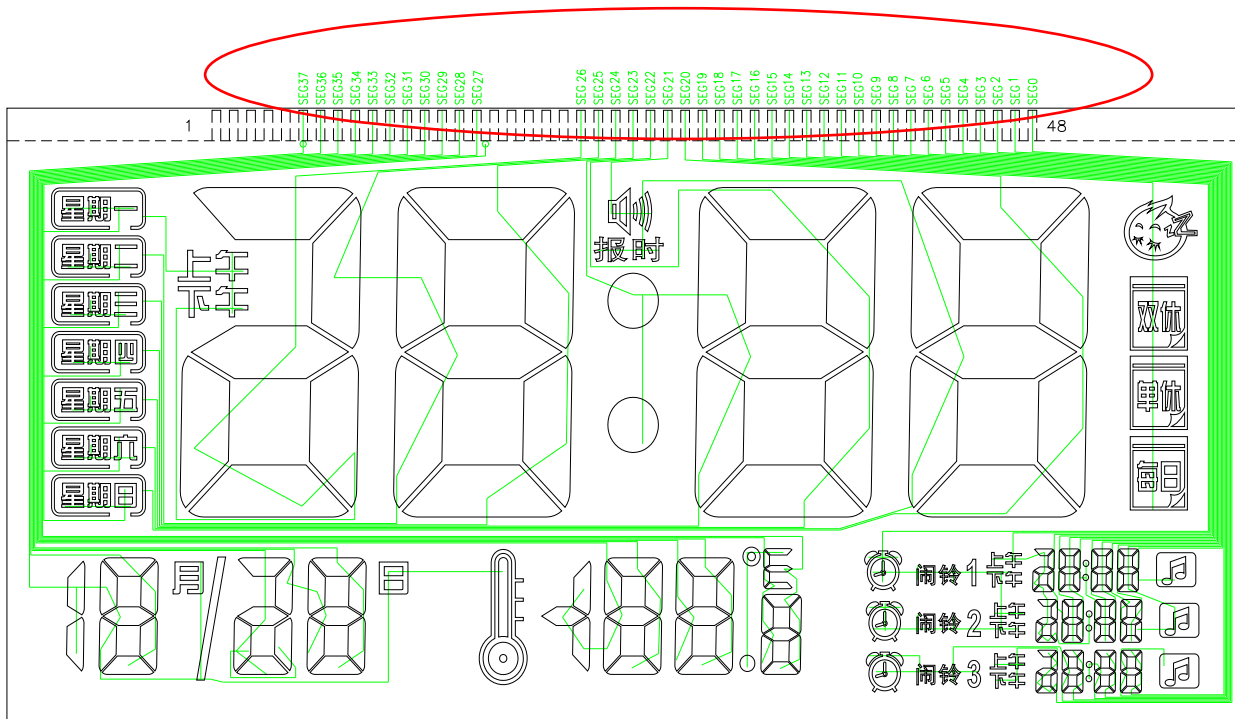 SEG37 SEG36 SEG35 SEG34 SEG33 SEG32 SEG31 SEG30 SEG29 SEG28 SEG27 SEG26 SEG25 SEG24 SEG23 SEG22 SEG21 SEG20 SEG19 SEG18 SEG17 SEG16 SEG15 SEG14 SEG13 SEG12 SEG11 SEG10 SEG9 SEG8 SEG7 SEG6 SEG5 SEG4 SEG3 SEG2 SEG1 SEG0
1 48
星期一
星期二
星期三
星期四
星期五
星期六
星期日
上午
下午
报时
双休
单休
每日
月 日
闹铃1 上午 下午
闹铃2 上午 下午
闹铃3 上午 下午